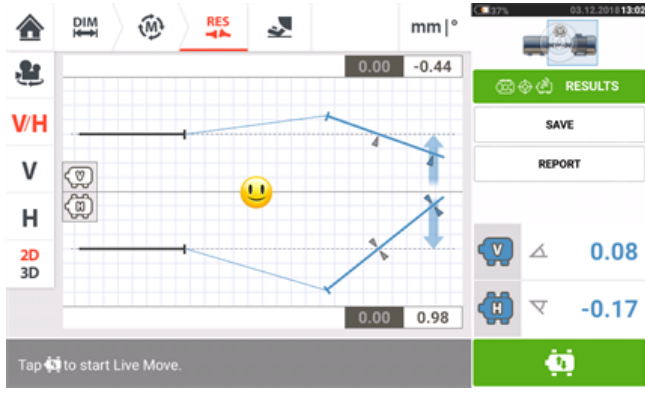 37% 03.12.2018 13:02
DIM M RES mm|°
0.00 -0.44
RESULTS
V/H
SAVE
V
REPORT
V
H
H
2D
3D
V 0.08
H -0.17
0.00 0.98
Tap to start Live Move.